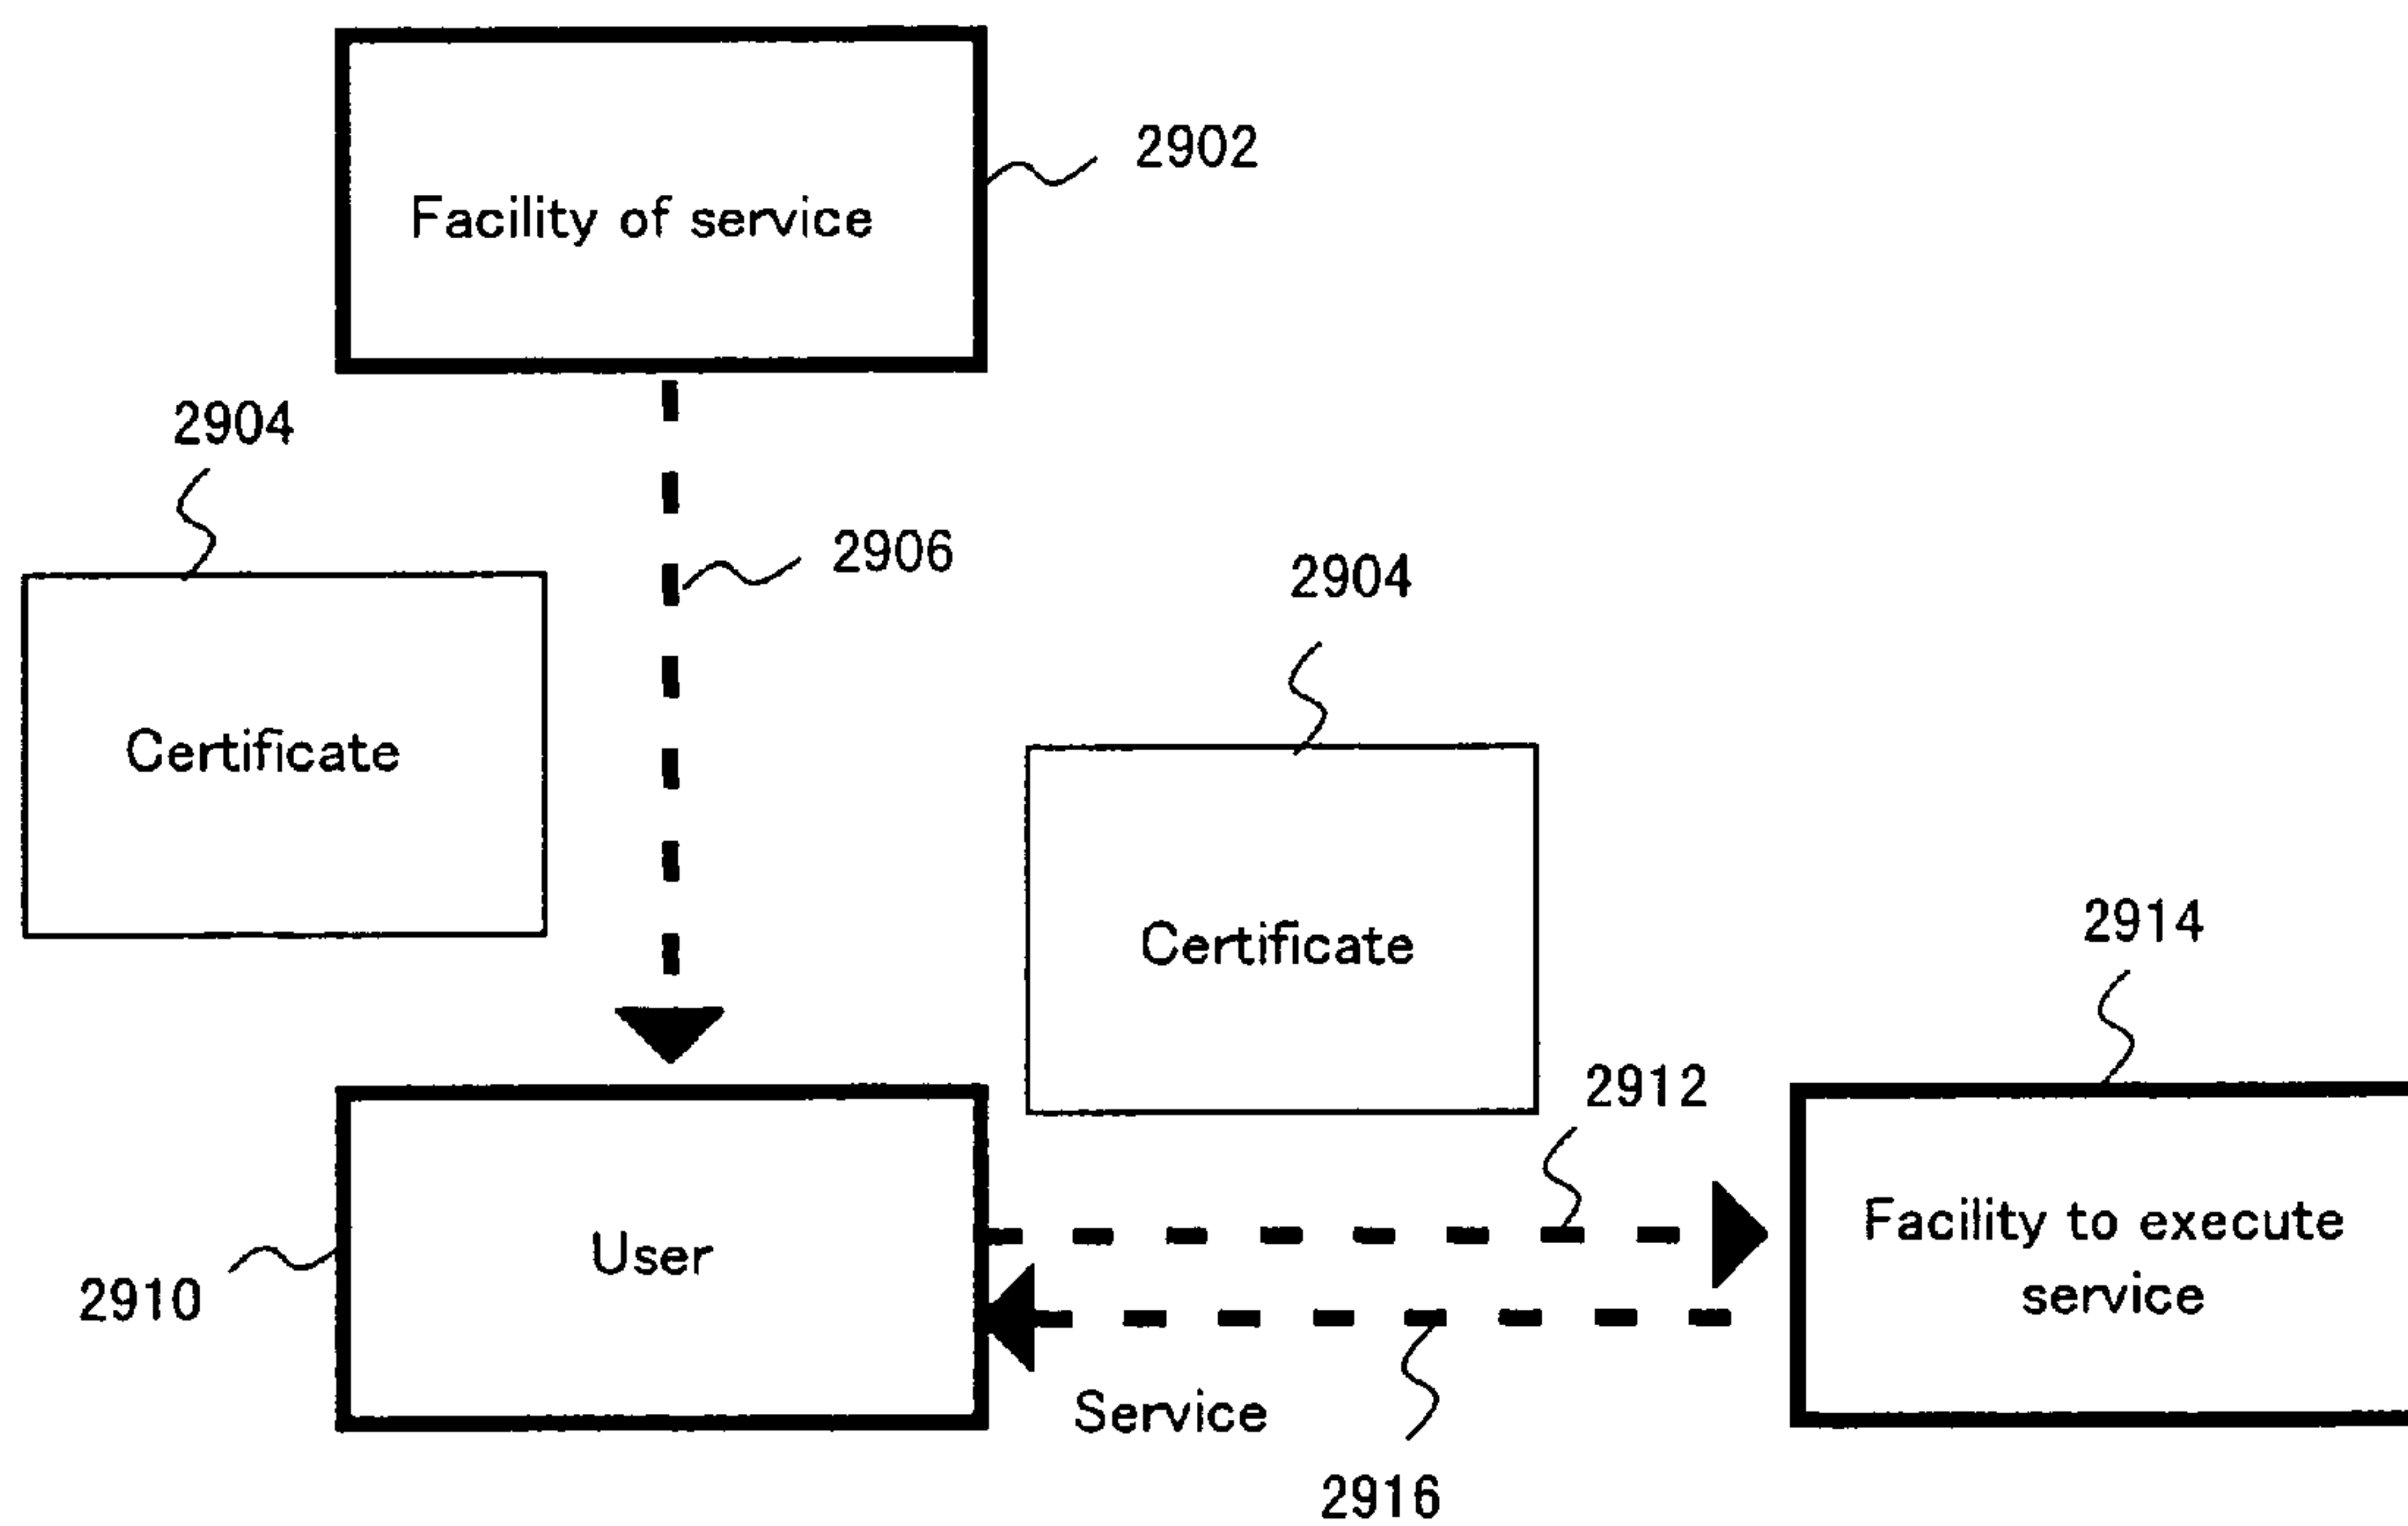 2902
Facility of service
2904
2906
2904
Certificate
Certificate
2914
2912
Facility to execute
service
User
2910
Service
2916